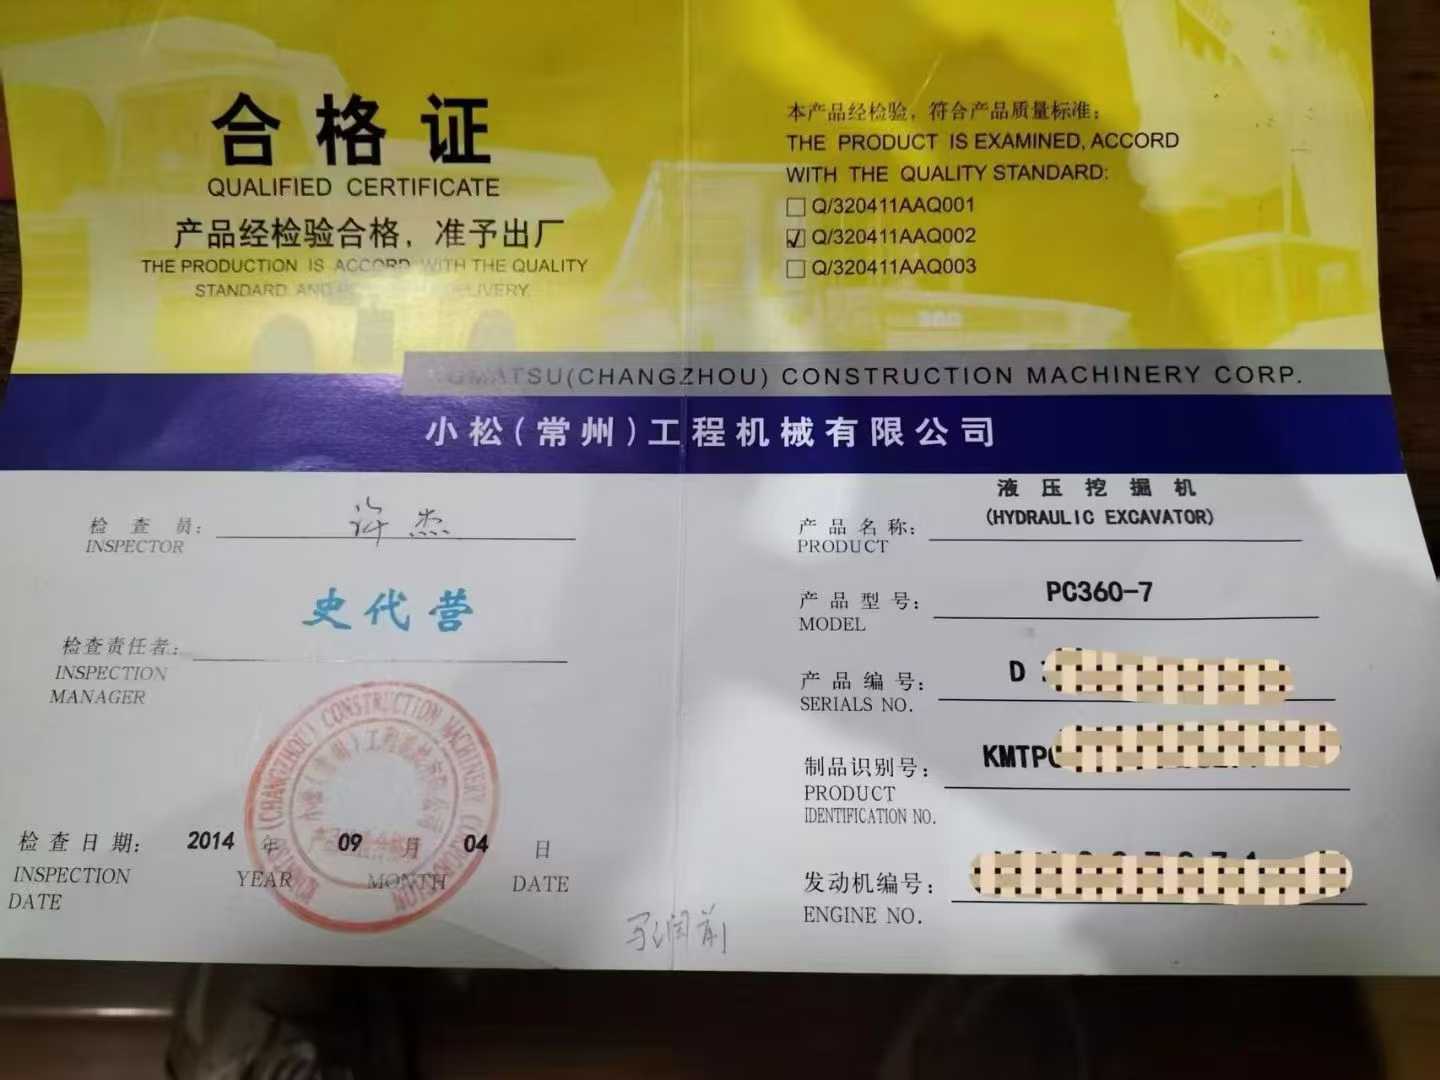 合格证
QUALIFIED CERTIFICATE
产品经检验合格，准予出厂
THE PRODUCTION IS ACCORD WITH THE QUALITY
STANDARD AND DELIVERY.
本产品经检验，符合产品质量标准：
THE PRODUCT IS EXAMINED, ACCORD
WITH THE QUALITY STANDARD:
Q/320411AAQ001
Q/320411AAQ002
Q/320411AAQ003
KOMATSU(CHANGZHOU) CONSTRUCTION MACHINERY CORP.
小松(常州)工程机械有限公司
检查员： 许杰
INSPECTOR
史代营
检查责任者：
INSPECTION
MANAGER
检查日期： 2014 年 09 月 04 日
INSPECTION YEAR MONTH DATE
DATE
液压挖掘机
(HYDRAULIC EXCAVATOR)
产品名称：
PRODUCT
产品型号： PC360-7
MODEL
产品编号： D
SERIALS NO.
制品识别号： KMTP
PRODUCT
IDENTIFICATION NO.
发动机编号：
ENGINE NO.
(CHANGZHOU) CONSTRUCTION MACHINERY